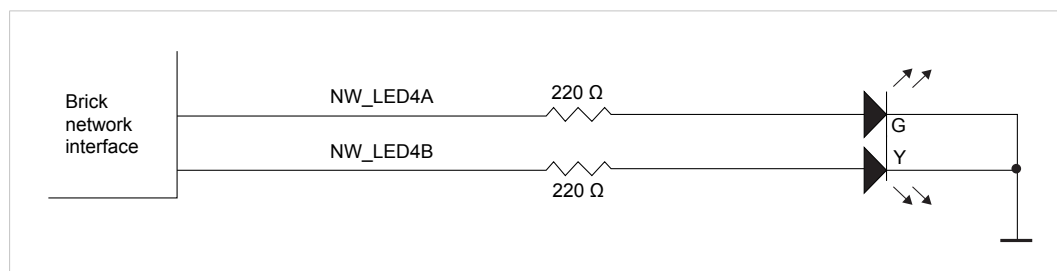 Brick
network
interface
NW_LED4A
220 Ω
G
NW_LED4B
220 Ω
Y